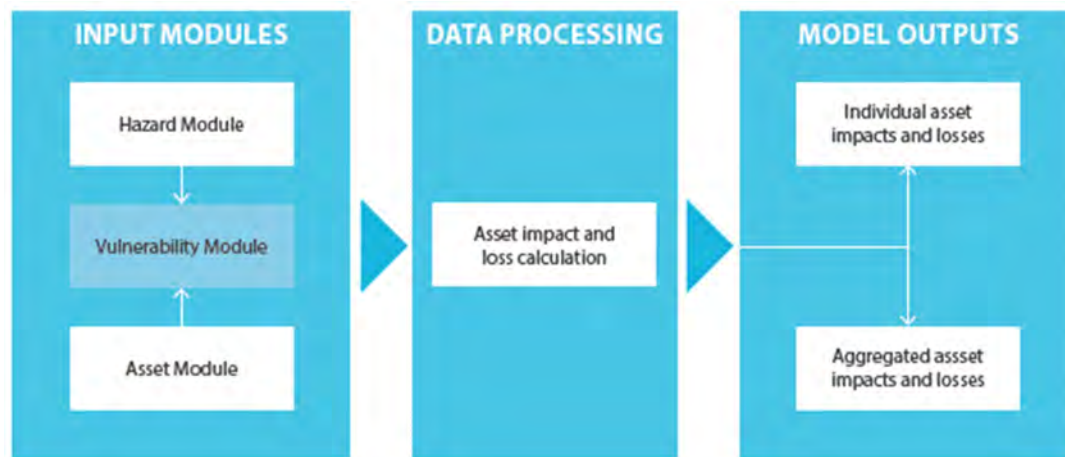 INPUT MODULES
Hazard Module
Vulnerability Module
Asset Module
DATA PROCESSING
Asset impact and
loss calculation
MODEL OUTPUTS
Individual asset
impacts and losses
Aggregated assset
impacts and losses